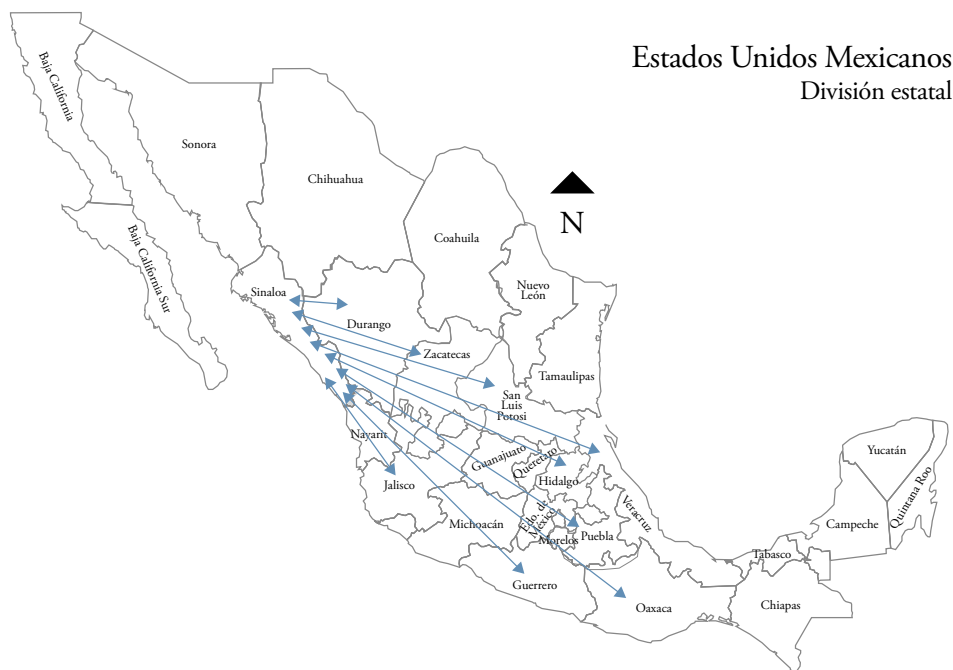 Estados Unidos Mexicanos
División estatal
Baja California
Sonora
Chihuahua
Coahuila
N
Baja California Sur
Nuevo
León
Sinaloa
Durango
Zacatecas
Tamaulipas
San
Luis
Potosi
Nayarit
Guanajuato
Queretaro
Hidalgo
Jalisco
Michoacán
Edo. de
México
Morelos
Puebla
Veracruz
Guerrero
Oaxaca
Yucatán
Quintana Roo
Campeche
Tabasco
Chiapas